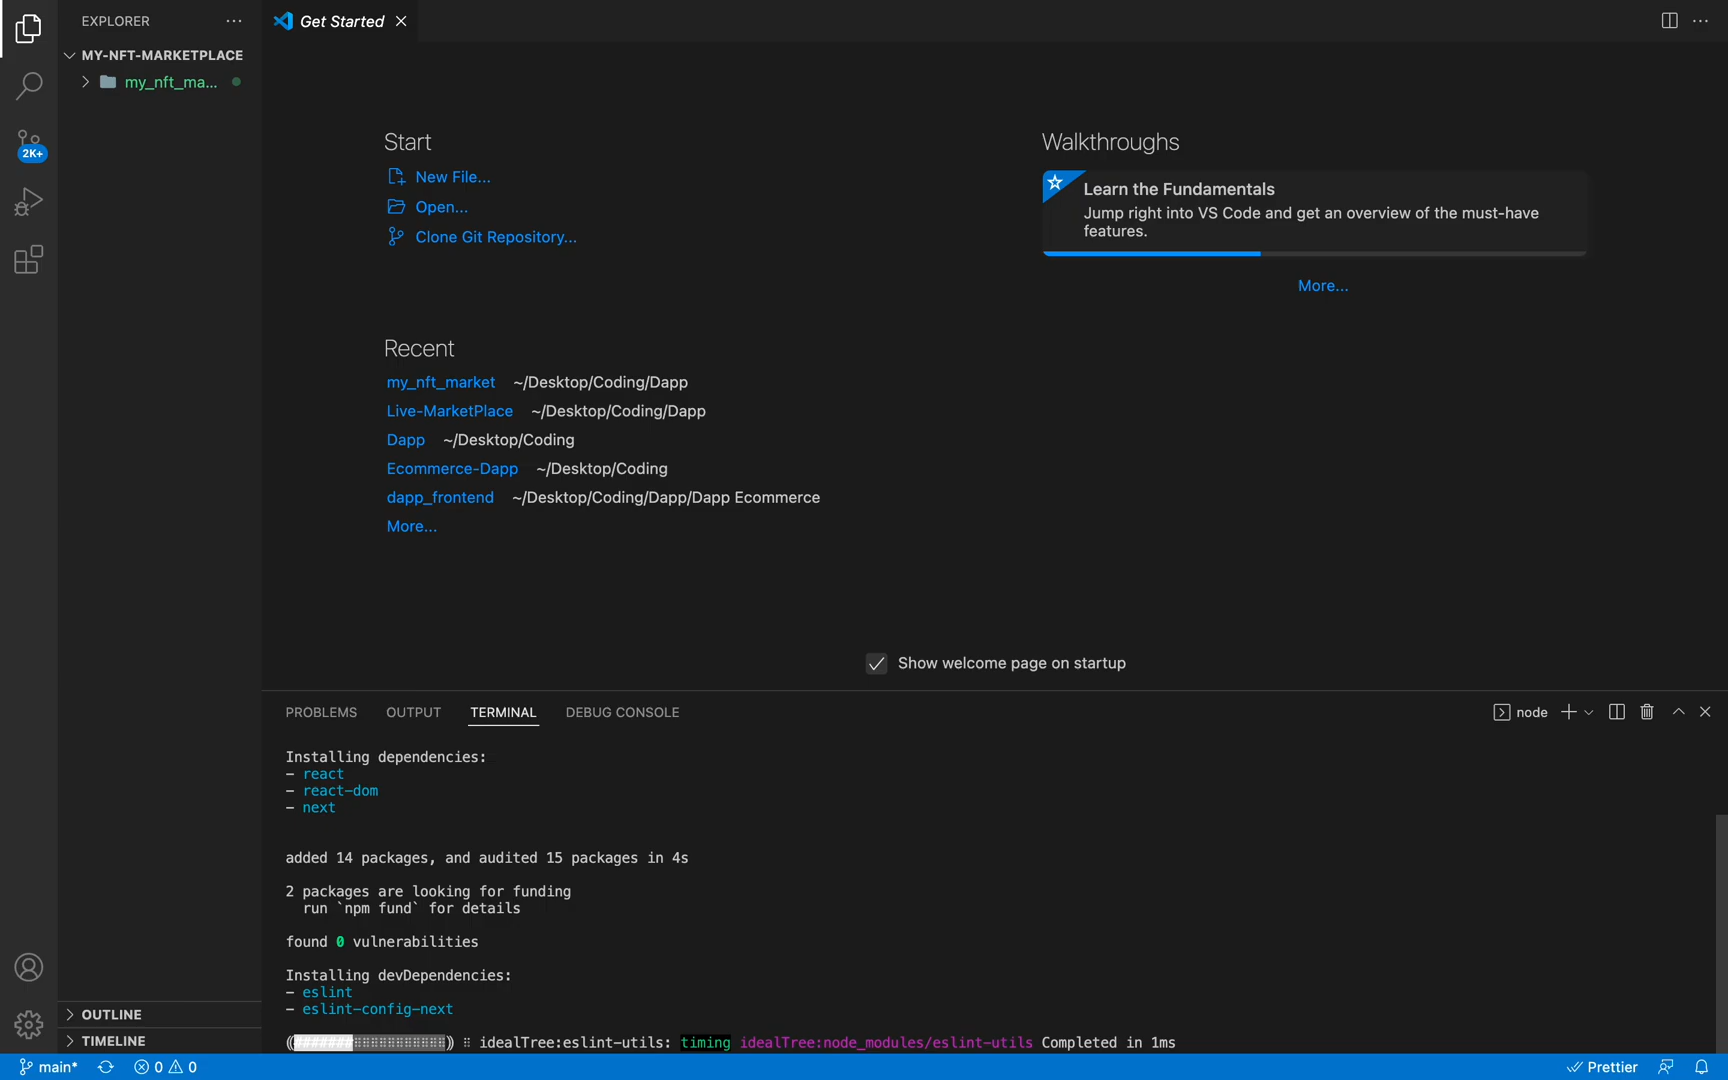 EXPLORER
Get Started
MY-NFT-MARKETPLACE
my_nft_ma...
2K+
Start
New File...
Open...
Clone Git Repository...
Walkthroughs
Learn the Fundamentals
Jump right into VS Code and get an overview of the must-have
features.
More...
Recent
my_nft_market ~/Desktop/Coding/Dapp
Live-MarketPlace ~/Desktop/Coding/Dapp
Dapp ~/Desktop/Coding
Ecommerce-Dapp ~/Desktop/Coding
dapp_frontend ~/Desktop/Coding/Dapp/Dapp Ecommerce
More...
Show welcome page on startup
PROBLEMS OUTPUT TERMINAL DEBUG CONSOLE
node
Installing dependencies:
- react
- react-dom
- next
added 14 packages, and audited 15 packages in 4s
2 packages are looking for funding
run `npm fund` for details
found 0 vulnerabilities
Installing devDependencies:
- eslint
- eslint-config-next
(#######⠂⠂⠂⠂⠂⠂⠂⠂⠂⠂⠂) ⠸ idealTree:eslint-utils: timing idealTree:node_modules/eslint-utils Completed in 1ms
OUTLINE
TIMELINE
main* 0 0
Prettier